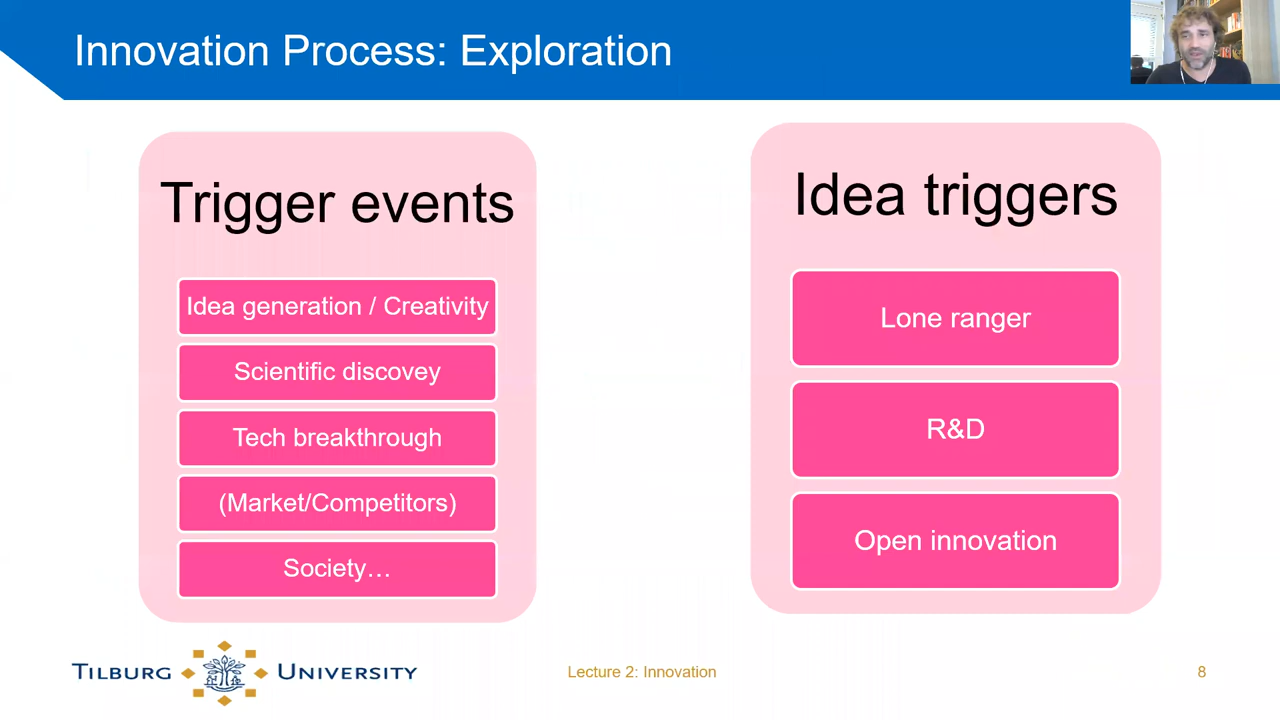 Innovation Process: Exploration
Trigger events
Idea generation / Creativity
Scientific discovey
Tech breakthrough
(Market/Competitors)
Society…
Idea triggers
Lone ranger
R&D
Open innovation
TILBURG UNIVERSITY
Lecture 2: Innovation
8